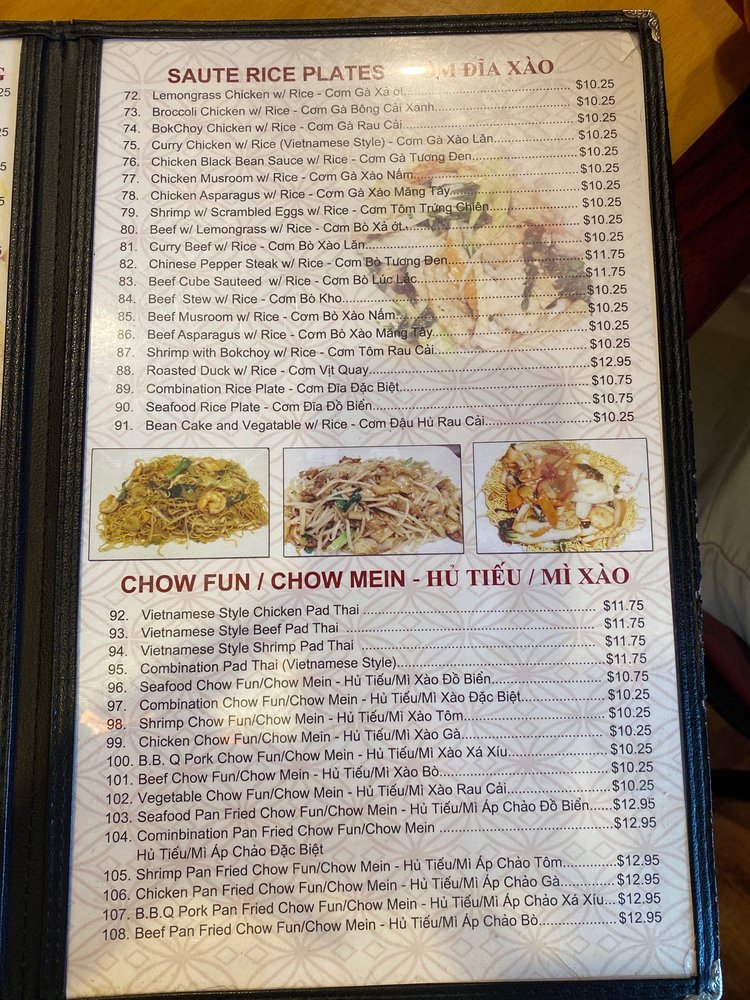 SAUTE RICE PLATES - CƠM ĐĨA XÀO
72. Lemongrass Chicken w/ Rice - Cơm Gà Xả ớt $10.25
73. Broccoli Chicken w/ Rice - Cơm Gà Bông Cải Xanh $10.25
74. BokChoy Chicken w/ Rice - Cơm Gà Rau Cải $10.25
75. Curry Chicken w/ Rice (Vietnamese Style) - Cơm Gà Xào Lăn $10.25
76. Chicken Black Bean Sauce w/ Rice - Cơm Gà Tương Đen $10.25
77. Chicken Musroom w/ Rice - Cơm Gà Xào Nấm $10.25
78. Chicken Asparagus w/ Rice - Cơm Gà Xào Măng Tây $10.25
79. Shrimp w/ Scrambled Eggs w/ Rice - Cơm Tôm Trứng Chiên $10.25
80. Beef w/ Lemongrass w/ Rice - Cơm Bò Xả ớt $10.25
81. Curry Beef w/ Rice - Cơm Bò Xào Lăn $10.25
82. Chinese Pepper Steak w/ Rice - Cơm Bò Tương Đen $11.75
83. Beef Cube Sauteed w/ Rice - Cơm Bò Lúc Lắc $11.75
84. Beef Stew w/ Rice - Cơm Bò Kho $10.25
85. Beef Musroom w/ Rice - Cơm Bò Xào Nấm $10.25
86. Beef Asparagus w/ Rice - Cơm Bò Xào Măng Tây $10.25
87. Shrimp with Bokchoy w/ Rice - Cơm Tôm Rau Cải $10.25
88. Roasted Duck w/ Rice - Cơm Vịt Quay $12.95
89. Combination Rice Plate - Cơm Đĩa Đặc Biệt $10.75
90. Seafood Rice Plate - Cơm Đĩa Đồ Biển $10.75
91. Bean Cake and Vegatable w/ Rice - Cơm Đậu Hủ Rau Cải $10.25
CHOW FUN / CHOW MEIN - HỦ TIẾU / MÌ XÀO
92. Vietnamese Style Chicken Pad Thai $11.75
93. Vietnamese Style Beef Pad Thai $11.75
94. Vietnamese Style Shrimp Pad Thai $11.75
95. Combination Pad Thai (Vietnamese Style) $11.75
96. Seafood Chow Fun/Chow Mein - Hủ Tiếu/Mì Xào Đồ Biển $10.75
97. Combination Chow Fun/Chow Mein - Hủ Tiếu/Mì Xào Đặc Biệt $10.25
98. Shrimp Chow Fun/Chow Mein - Hủ Tiếu/Mì Xào Tôm $10.25
99. Chicken Chow Fun/Chow Mein - Hủ Tiếu/Mì Xào Gà $10.25
100. B.B. Q Pork Chow Fun/Chow Mein - Hủ Tiếu/Mì Xào Xá Xíu $10.25
101. Beef Chow Fun/Chow Mein - Hủ Tiếu/Mì Xào Bò $10.25
102. Vegetable Chow Fun/Chow Mein - Hủ Tiếu/Mì Xào Rau Cải $10.25
103. Seafood Pan Fried Chow Fun/Chow Mein - Hủ Tiếu/Mì Áp Chảo Đồ Biển $12.95
104. Cominbination Pan Fried Chow Fun/Chow Mein $12.95
Hủ Tiếu/Mì Áp Chảo Đặc Biệt
105. Shrimp Pan Fried Chow Fun/Chow Mein - Hủ Tiếu/Mì Áp Chảo Tôm $12.95
106. Chicken Pan Fried Chow Fun/Chow Mein - Hủ Tiếu/Mì Áp Chảo Gà $12.95
107. B.B.Q Pork Pan Fried Chow Fun/Chow Mein - Hủ Tiếu/Mì Áp Chảo Xá Xíu $12.95
108. Beef Pan Fried Chow Fun/Chow Mein - Hủ Tiếu/Mì Áp Chảo Bò $12.95